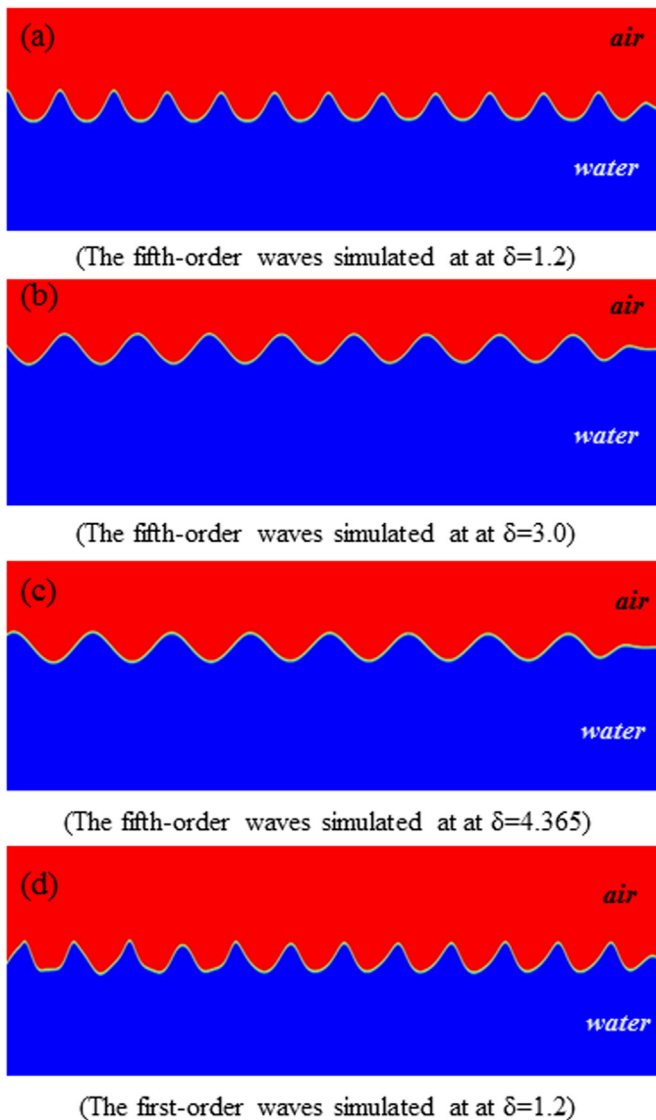 (a)
air
water
(The fifth-order waves simulated at at δ=1.2)
(b)
air
water
(The fifth-order waves simulated at at δ=3.0)
(c)
air
water
(The fifth-order waves simulated at at δ=4.365)
(d)
air
water
(The first-order waves simulated at at δ=1.2)